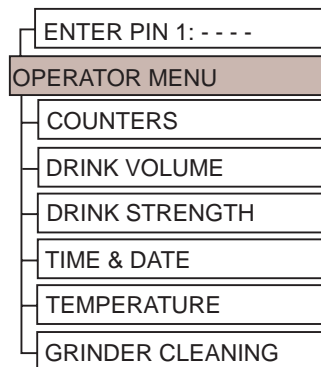 ENTER PIN 1: - - - -
OPERATOR MENU
COUNTERS
DRINK VOLUME
DRINK STRENGTH
TIME & DATE
TEMPERATURE
GRINDER CLEANING